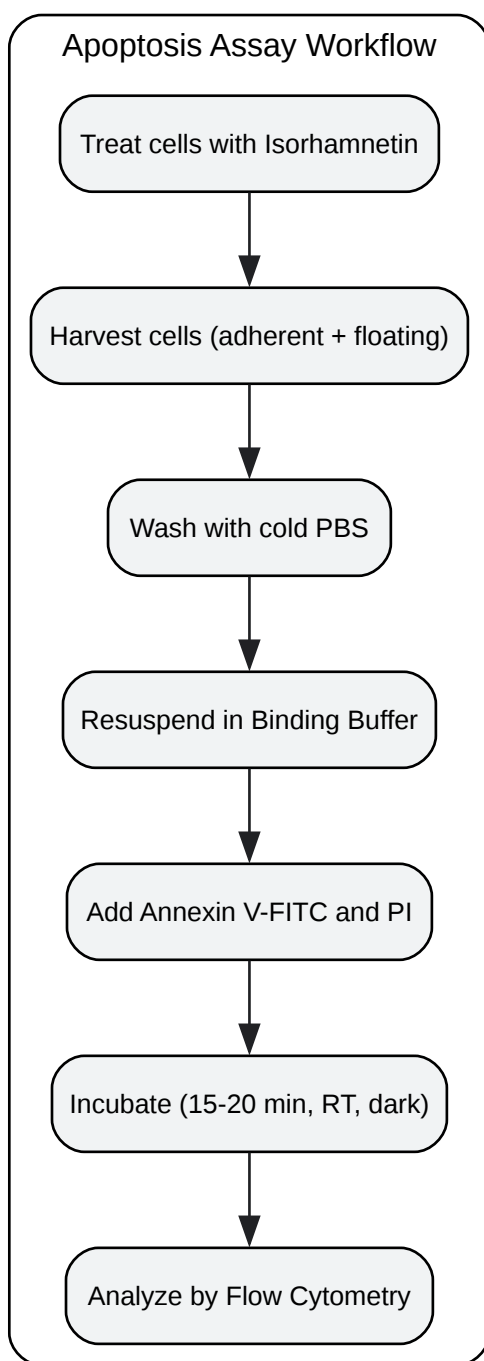 Apoptosis Assay Workflow
Treat cells with Isorhamnetin
Harvest cells (adherent + floating)
Wash with cold PBS
Resuspend in Binding Buffer
Add Annexin V-FITC and PI
Incubate (15-20 min, RT, dark)
Analyze by Flow Cytometry